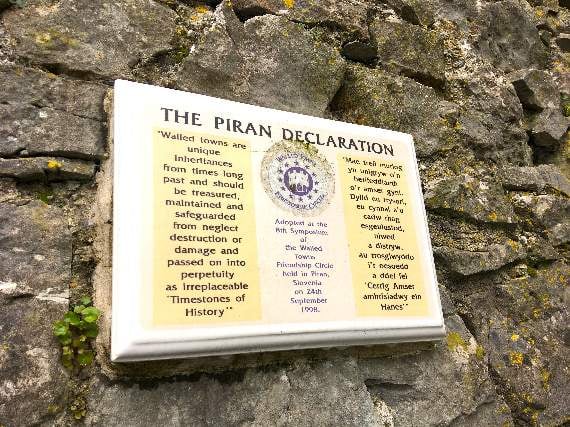 THE PIRAN DECLARATION
"Walled towns are
unique
inheritances
from times long
past and should
be treasured,
maintained and
safeguarded
from neglect
destruction or
damage and
passed on into
perpetuity
as irreplaceable
'Timestones of
History'"
Adopted at the
8th Symposium
of the Walled
Towns
Friendship Circle
held in Piran,
Slovenia
on 24th
September
1998.
"Mae trefi muriog
yn unigryw o'n
hetifeddiaeth
o'r amser gynt.
Dylid eu trysori,
eu cynnal a'u
cadw rhag
esgeulustod,
niwed
a distryw,
au trosglwyddo
i'r oesoedd
a ddel fel
'Cerrig Amser
amhrisiadwy ein
Hanes'"